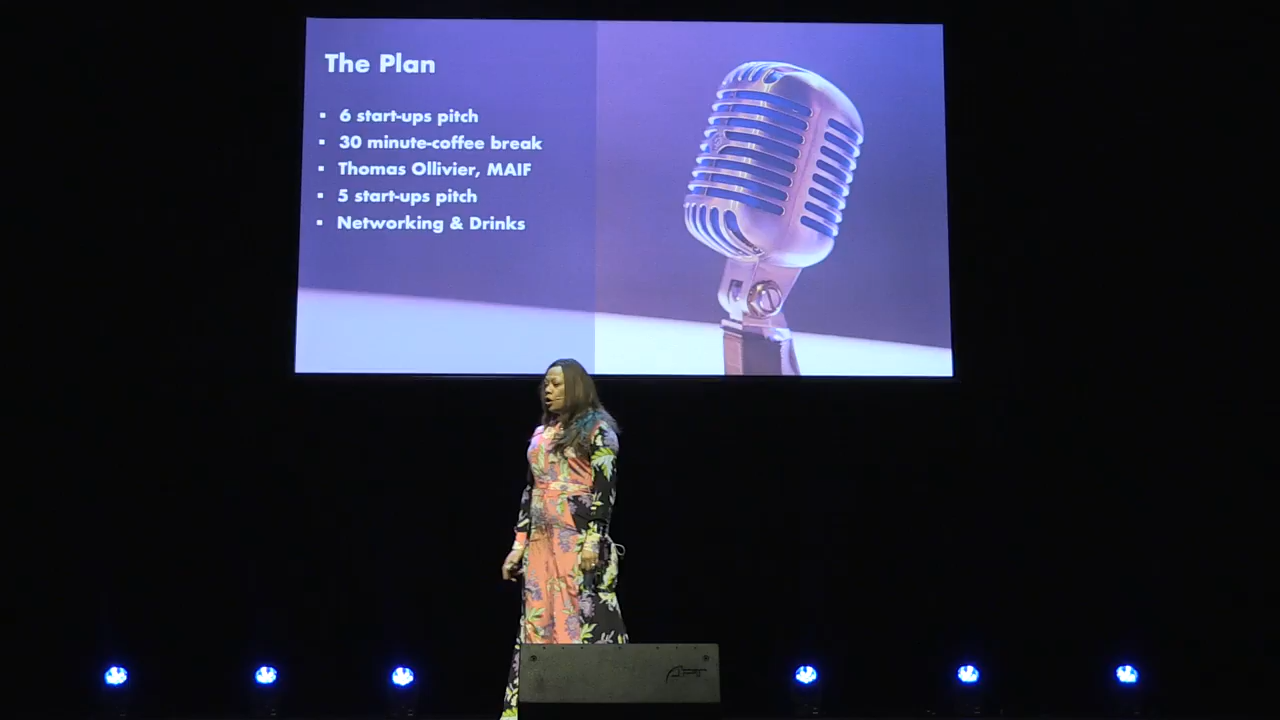 The Plan
▪ 6 start-ups pitch
▪ 30 minute-coffee break
▪ Thomas Ollivier, MAIF
▪ 5 start-ups pitch
▪ Networking & Drinks